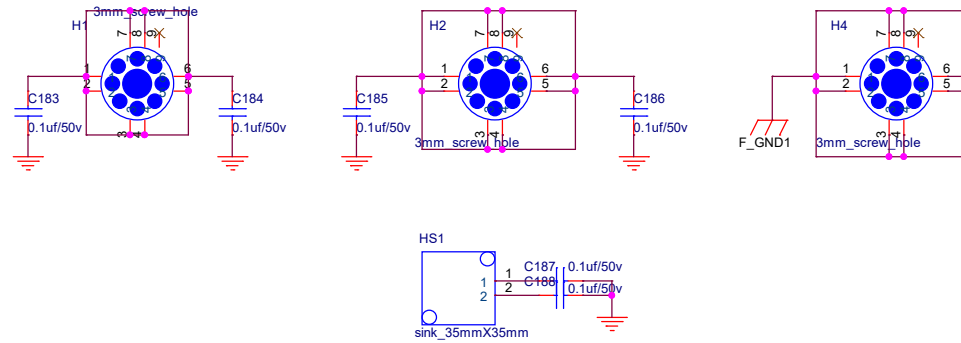 3mm_screw_hole
H1
7
8
9
1
2
6
5
3
4
C183
0.1uf/50v
C184
0.1uf/50v
H2
7
8
9
1
2
6
5
3
4
3mm_screw_hole
C185
0.1uf/50v
C186
0.1uf/50v
H4
7
8
9
1
2
6
5
3
4
3mm_screw_hole
F_GND1
HS1
1
2
1
2
C187
0.1uf/50v
C188
0.1uf/50v
sink_35mmX35mm